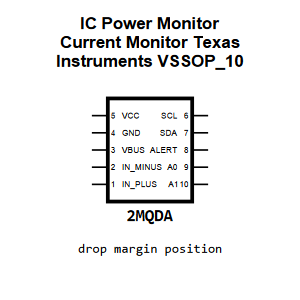 IC Power Monitor
Current Monitor Texas
Instruments VSSOP_10
5 VCC SCL 6
4 GND SDA 7
3 VBUS ALERT 8
2 IN_MINUS A0 9
1 IN_PLUS A1 10
2MQDA
drop margin position